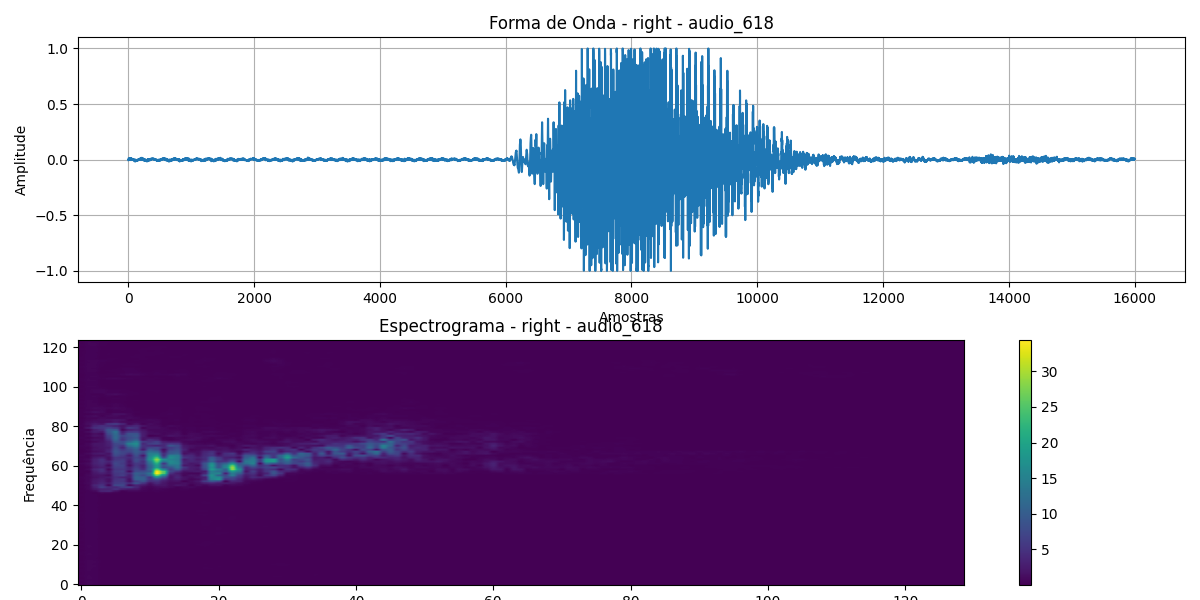 Forma de Onda - right - audio_618
1.0
0.5
0.0
−0.5
−1.0
Amplitude
0 2000 4000 6000 8000 10000 12000 14000 16000
Amostras
Espectrograma - right - audio_618
120
100
80
60
40
20
0
Frequência
0 20 40 60 80 100 120
30
25
20
15
10
5